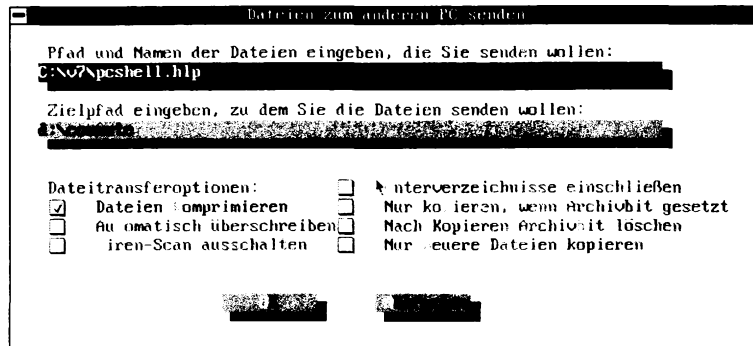 Dateien zum anderen PC senden
Pfad und Namen der Dateien eingeben, die Sie senden wollen:
C:\v7\pcshell.hlp
Zielpfad eingeben, zu dem Sie die Dateien senden wollen:
Dateitransferoptionen:
nterverzeichnisse einschließen
Dateien omprimieren
Nur ko ieren, wenn Archivbit gesetzt
Au omatisch überschreiben
Nach Kopieren Archivbit löschen
iren-Scan ausschalten
Nur euere Dateien kopieren